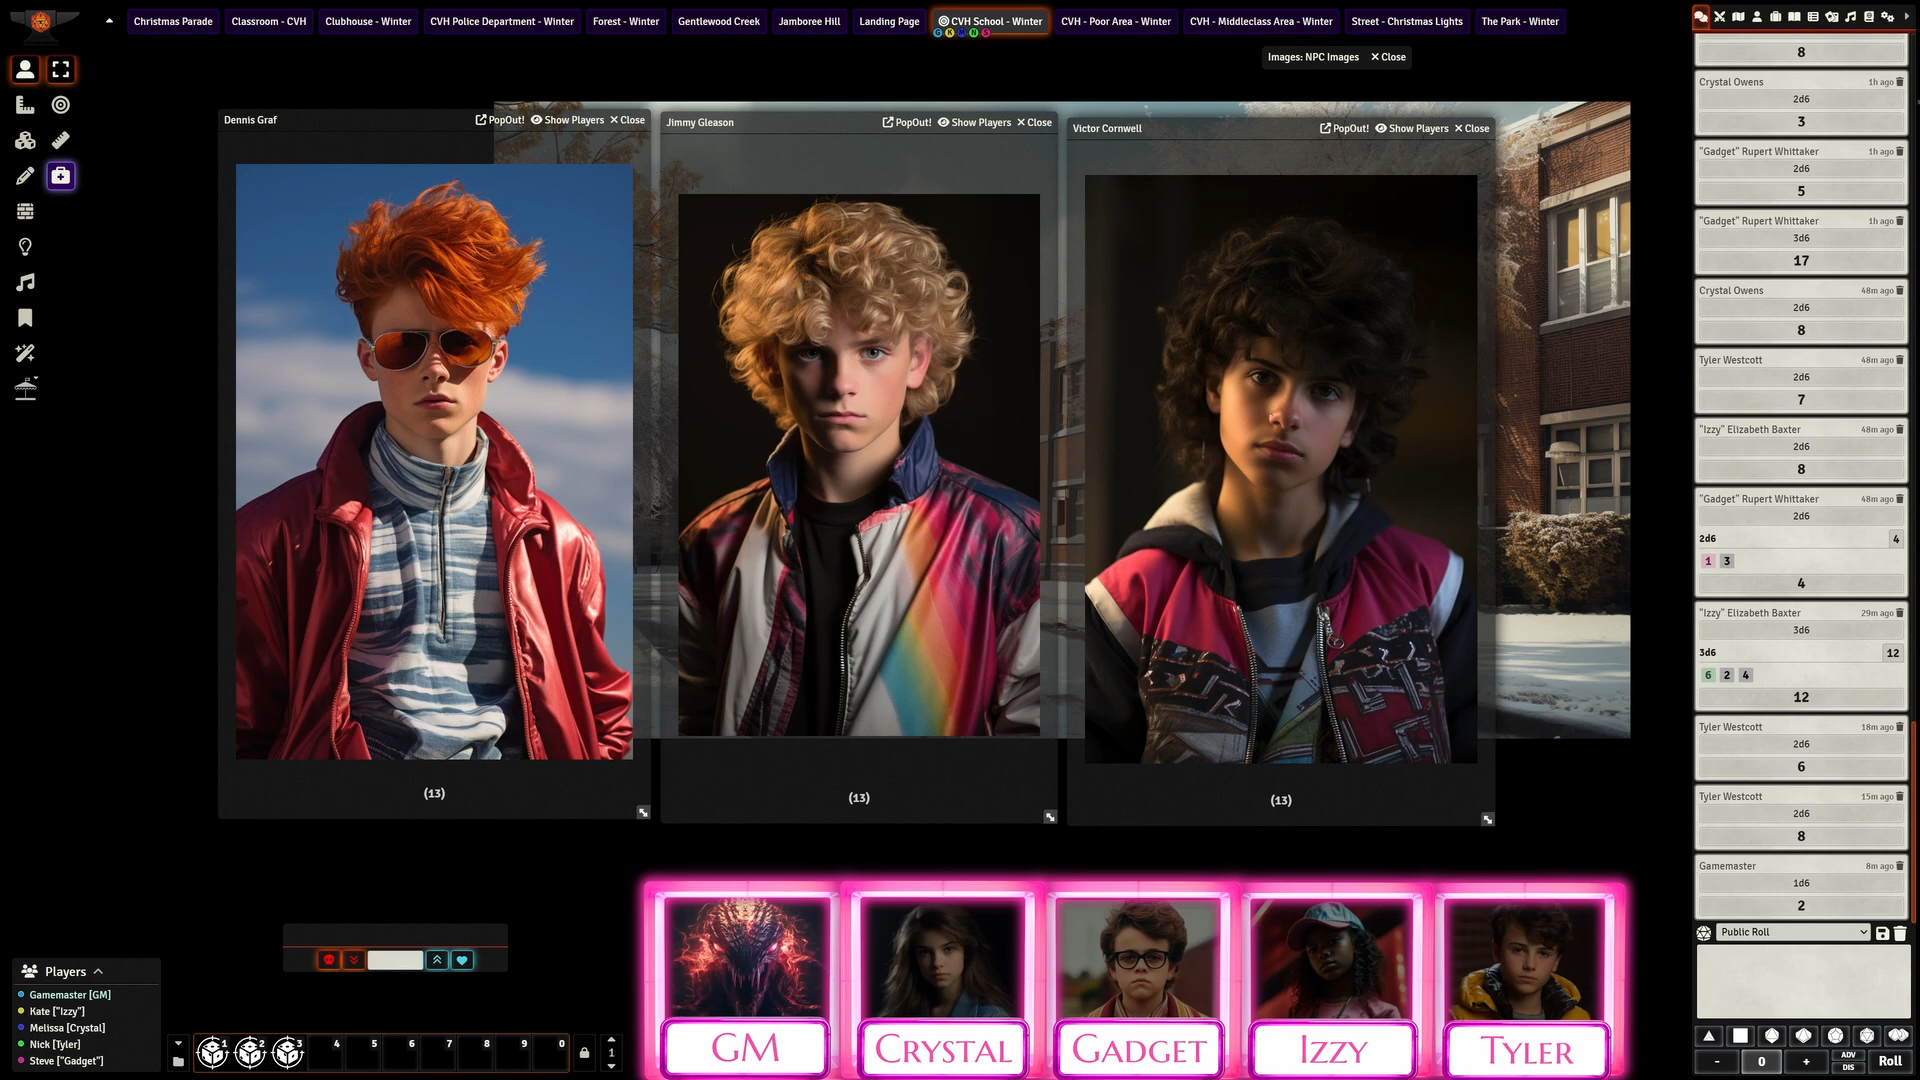 Christmas Parade
Classroom - CVH
Clubhouse - Winter
CVH Police Department - Winter
Forest - Winter
Gentlewood Creek
Jamboree Hill
Landing Page
CVH School - Winter
G K M N S
CVH - Poor Area - Winter
CVH - Middleclass Area - Winter
Street - Christmas Lights
The Park - Winter
Images: NPC Images Close
Dennis Graf PopOut! Show Players Close
(13)
Jimmy Gleason PopOut! Show Players Close
(13)
Victor Cornwell PopOut! Show Players Close
(13)
8
Crystal Owens 1h ago
2d6
3
"Gadget" Rupert Whittaker 1h ago
2d6
5
"Gadget" Rupert Whittaker 1h ago
3d6
17
Crystal Owens 48m ago
2d6
8
Tyler Westcott 48m ago
2d6
7
"Izzy" Elizabeth Baxter 48m ago
2d6
8
"Gadget" Rupert Whittaker 48m ago
2d6
2d6 4
1 3
4
"Izzy" Elizabeth Baxter 29m ago
3d6
3d6 12
6 2 4
12
Tyler Westcott 18m ago
2d6
6
Tyler Westcott 15m ago
2d6
8
Gamemaster 8m ago
1d6
2
Public Roll
- 0 + ADV DIS Roll
Players
Gamemaster [GM]
Kate ["Izzy"]
Melissa [Crystal]
Nick [Tyler]
Steve ["Gadget"]
1 2 3 4 5 6 7 8 9 0
1
GM
Crystal
Gadget
Izzy
Tyler